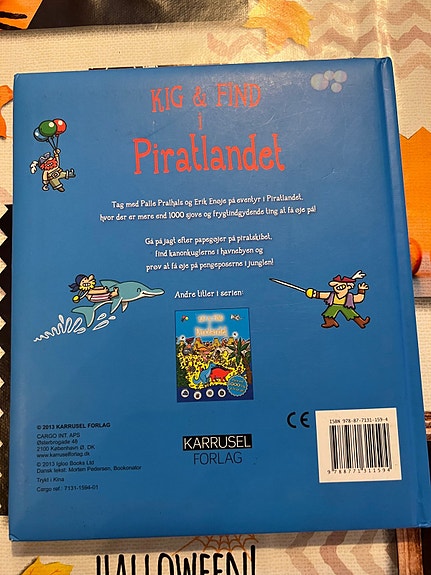 KIG & FIND
I
Piratlandet
Tag med Palle Pralhals og Erik Enøje på eventyr i Piratlandet,
hvor der er mere end 1000 sjove og frygtindgydende ting at få øje på!
Gå på jagt efter papegøjer på piratskibet,
find kanonkuglerne i havnebyen og
prøv at få øje på pengeposerne i junglen!
Andre titler i serien:
© 2013 KARRUSEL FORLAG
CARGO INT. APS
Østerbrogade 46
2100 København Ø, DK
www.karruselforlag.dk
© 2013 Igloo Books Ltd
Dansk tekst: Morten Pedersen, Bookonator
Trykt i Kina
Cargo ref.: 7131-1594-01
KARRUSEL
FORLAG
CE
ISBN 978-87-7131-159-4
9 788771 311594
HALLOWEEN!